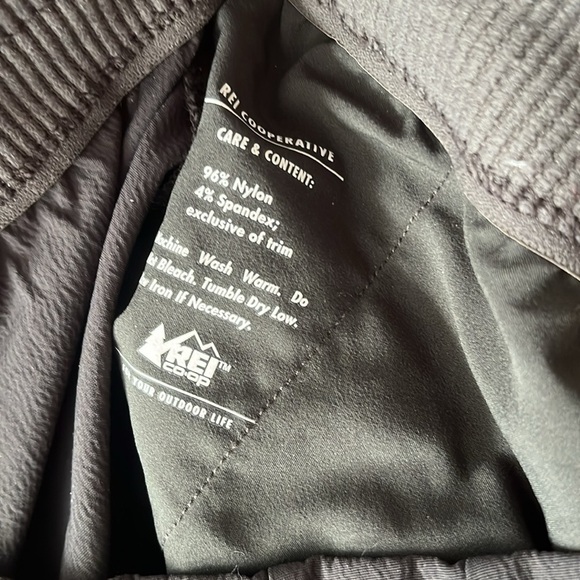 REI COOPERATIVE
CARE & CONTENT:
96% Nylon
4% Spandex;
exclusive of trim
Wash Warm. Do
Bleach. Tumble Dry Low.
Iron If Necessary.
REI™
CO·OP
YOUR OUTDOOR LIFE